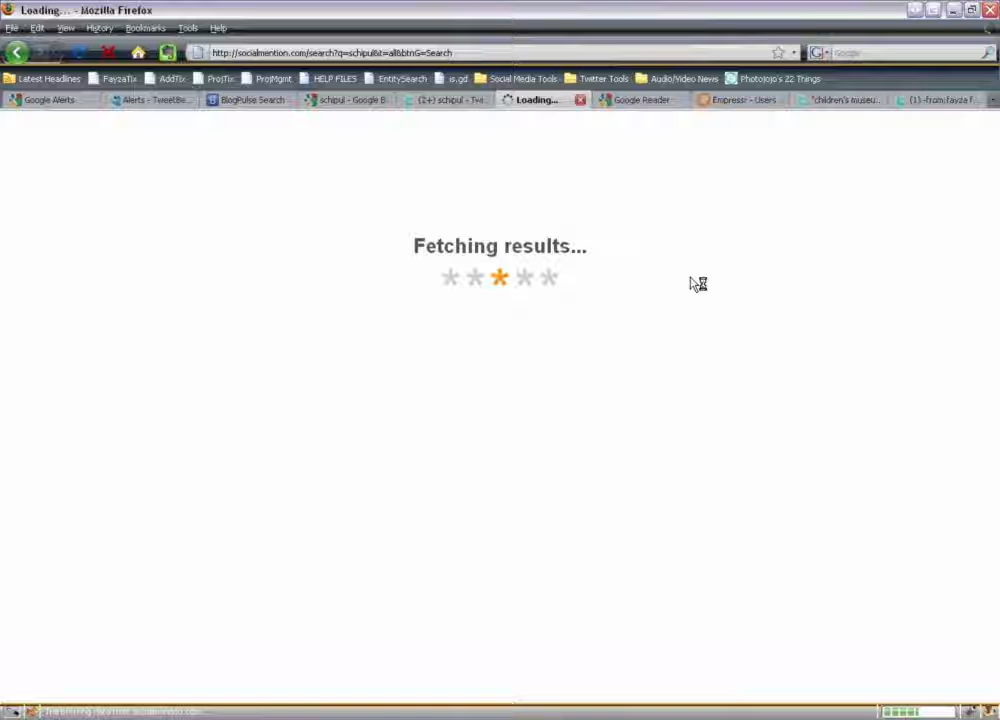 Loading... - Mozilla Firefox
File Edit View History Bookmarks Tools Help
http://socialmention.com/search?q=schipul&t=all&btnG=Search
Google
Latest Headlines FayzaTix AddTix ProjTix ProjMgmt HELP FILES EntitySearch is.gd Social Media Tools Twitter Tools Audio/Video News Photojojo's 22 Things
Google Alerts Alerts - TweetBe... BlogPulse Search schipul - Google B... (2+) schipul - Twi... Loading... Google Reader Empressr - Users "children's museu... (1) -from:fayza f...
Fetching results...
* * * * *